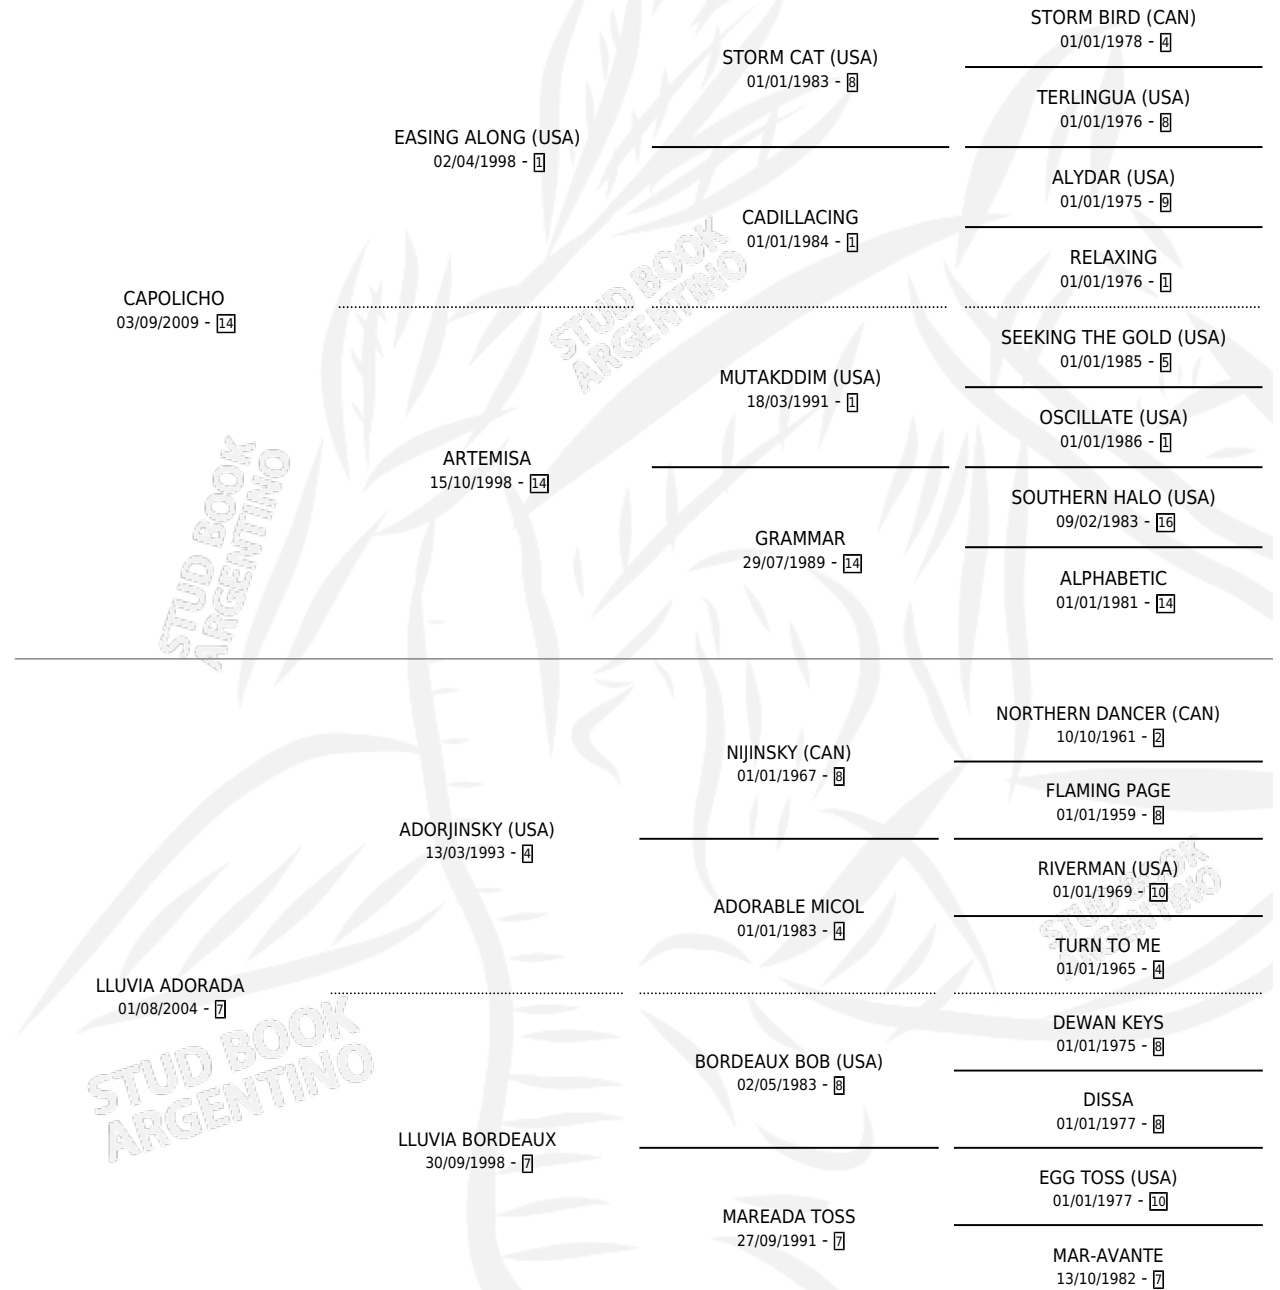 STORM BIRD (CAN)
01/01/1978 - 4
STORM CAT (USA)
01/01/1983 - 8
TERLINGUA (USA)
01/01/1976 - 8
EASING ALONG (USA)
02/04/1998 - 1
ALYDAR (USA)
01/01/1975 - 9
CADILLACING
01/01/1984 - 1
RELAXING
01/01/1976 - 1
CAPOLICHO
03/09/2009 - 14
SEEKING THE GOLD (USA)
01/01/1985 - 5
MUTAKDDIM (USA)
18/03/1991 - 1
OSCILLATE (USA)
01/01/1986 - 1
ARTEMISA
15/10/1998 - 14
SOUTHERN HALO (USA)
09/02/1983 - 16
GRAMMAR
29/07/1989 - 14
ALPHABETIC
01/01/1981 - 14
STUD BOOK
ARGENTINO
STUD BOOK
ARGENTINO
NORTHERN DANCER (CAN)
10/10/1961 - 2
NIJINSKY (CAN)
01/01/1967 - 8
FLAMING PAGE
01/01/1959 - 8
ADORJINSKY (USA)
13/03/1993 - 4
RIVERMAN (USA)
01/01/1969 - 10
ADORABLE MICOL
01/01/1983 - 4
TURN TO ME
01/01/1965 - 4
LLUVIA ADORADA
01/08/2004 - 7
DEWAN KEYS
01/01/1975 - 8
BORDEAUX BOB (USA)
02/05/1983 - 8
DISSA
01/01/1977 - 8
LLUVIA BORDEAUX
30/09/1998 - 7
EGG TOSS (USA)
01/01/1977 - 10
MAREADA TOSS
27/09/1991 - 7
MAR-AVANTE
13/10/1982 - 7
STUD BOOK
ARGENTINO
STUD BOOK
ARGENTINO